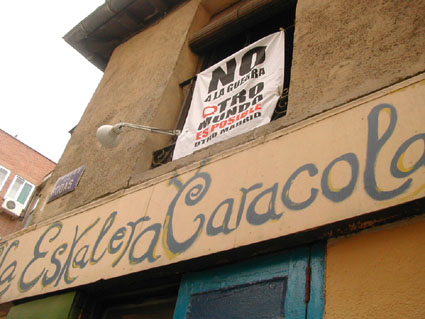 NO
A LA GUERRA
OTRO
MUNDO
ES POSIBLE
OTRO MADRID
La Eskalera Caracola